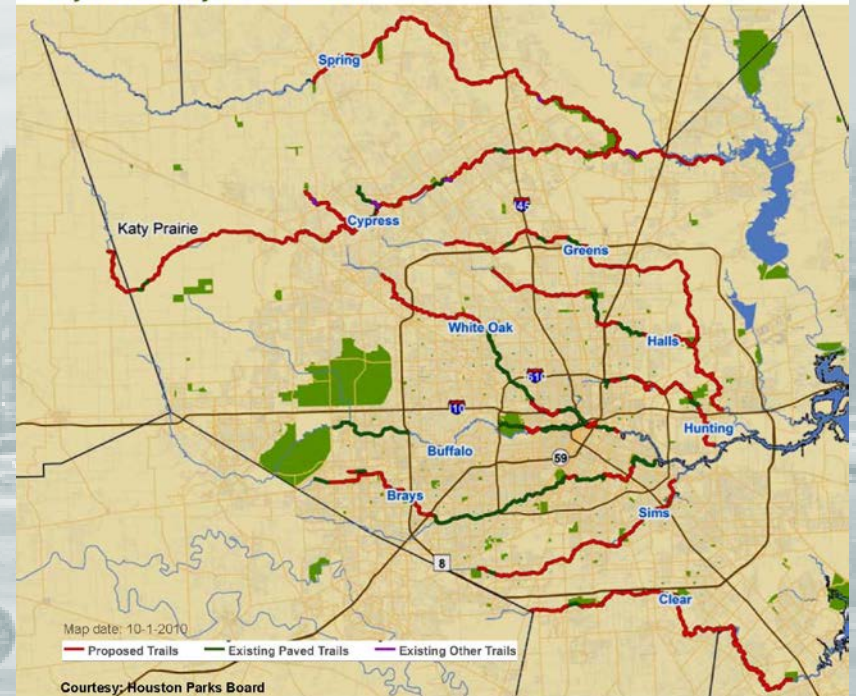 Spring
Katy Prairie
Cypress
45
Greens
White Oak
Halls
610
10
Hunting
Buffalo
59
Brays
Sims
8
Clear
Map date: 10-1-2010
Proposed Trails
Existing Paved Trails
Existing Other Trails
Courtesy: Houston Parks Board